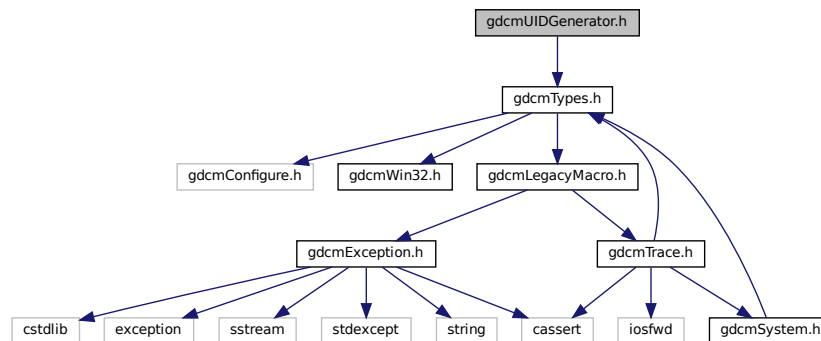 gdcmUIDGenerator.h
gdcmTypes.h
gdcmConfigure.h
gdcmWin32.h
gdcmLegacyMacro.h
gdcmException.h
gdcmTrace.h
cstdlib
exception
sstream
stdexcept
string
cassert
iosfwd
gdcmSystem.h